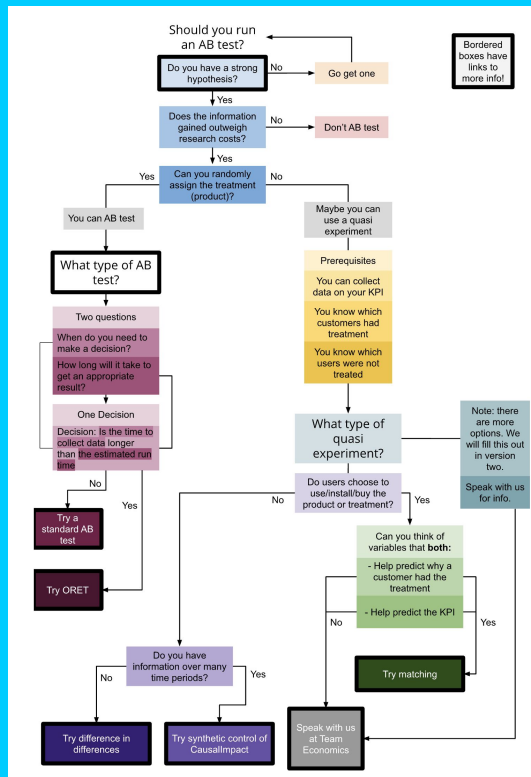 Should you run
an AB test?
Bordered
boxes have
links to
more info!
Do you have a strong
hypothesis?
No
Go get one
Yes
Does the information
gained outweigh
research costs?
No
Don't AB test
Yes
Can you randomly
assign the treatment
(product)?
Yes
No
You can AB test
Maybe you can
use a quasi
experiment
What type of AB
test?
Prerequisites
You can collect
data on your KPI
You know which
customers had
treatment
You know which
users were not
treated
Two questions
When do you need to
make a decision?
How long will it take to
get an appropriate
result?
One Decision
Decision: Is the time to
collect data longer
than the estimated run
time
No
Yes
Try a
standard AB
test
Try ORET
What type of
quasi
experiment?
Note: there
are more
options. We
will fill this out
in version
two.
Speak with us
for info.
Do users choose to
use/install/buy the
product or treatment?
No
Yes
Can you think of
variables that both:
- Help predict why a
customer had the
treatment
- Help predict the KPI
No
Yes
Try matching
Do you have
information over many
time periods?
No
Yes
Try difference in
differences
Try synthetic control of
CausalImpact
Speak with us
at Team
Economics